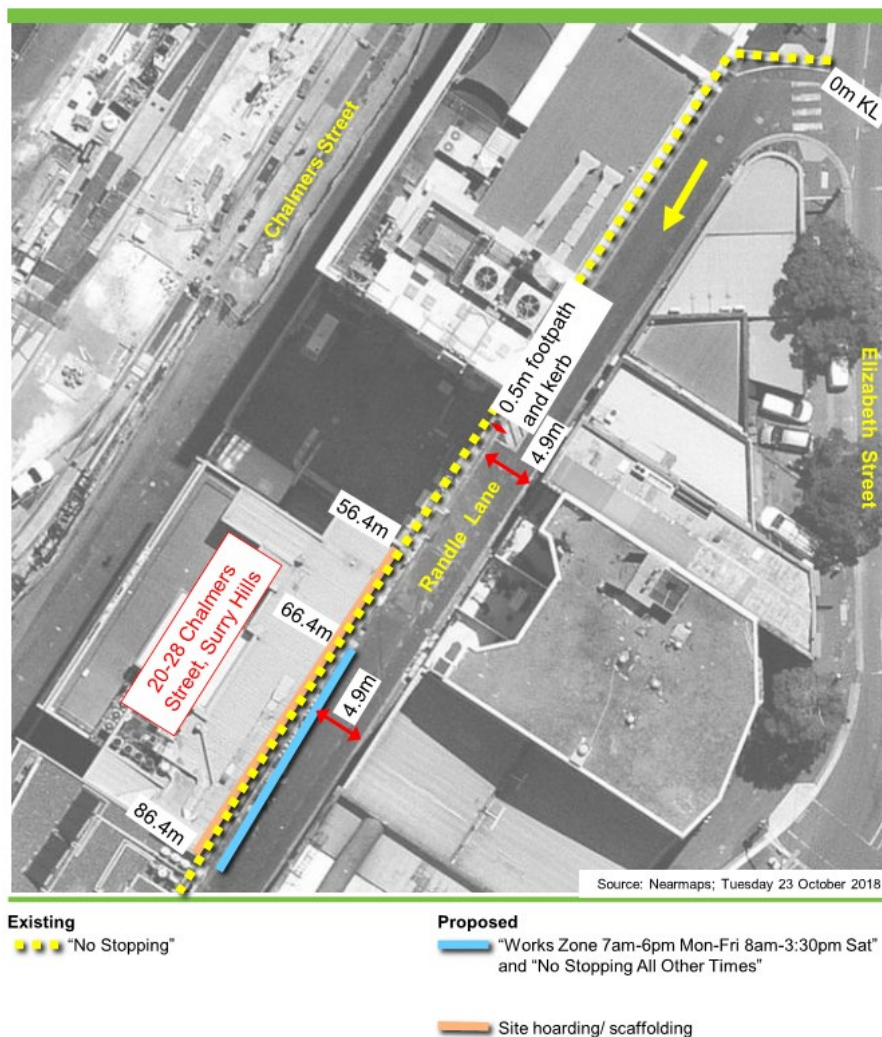 0m KL
Chalmers Street
Elizabeth Street
0.5m footpath
and kerb
4.9m
Randle Lane
56.4m
66.4m
20-28 Chalmers
Street, Surry Hills
4.9m
86.4m
Source: Nearmaps; Tuesday 23 October 2018
Existing
"No Stopping"
Proposed
"Works Zone 7am-6pm Mon-Fri 8am-3:30pm Sat"
and "No Stopping All Other Times"
Site hoarding/ scaffolding